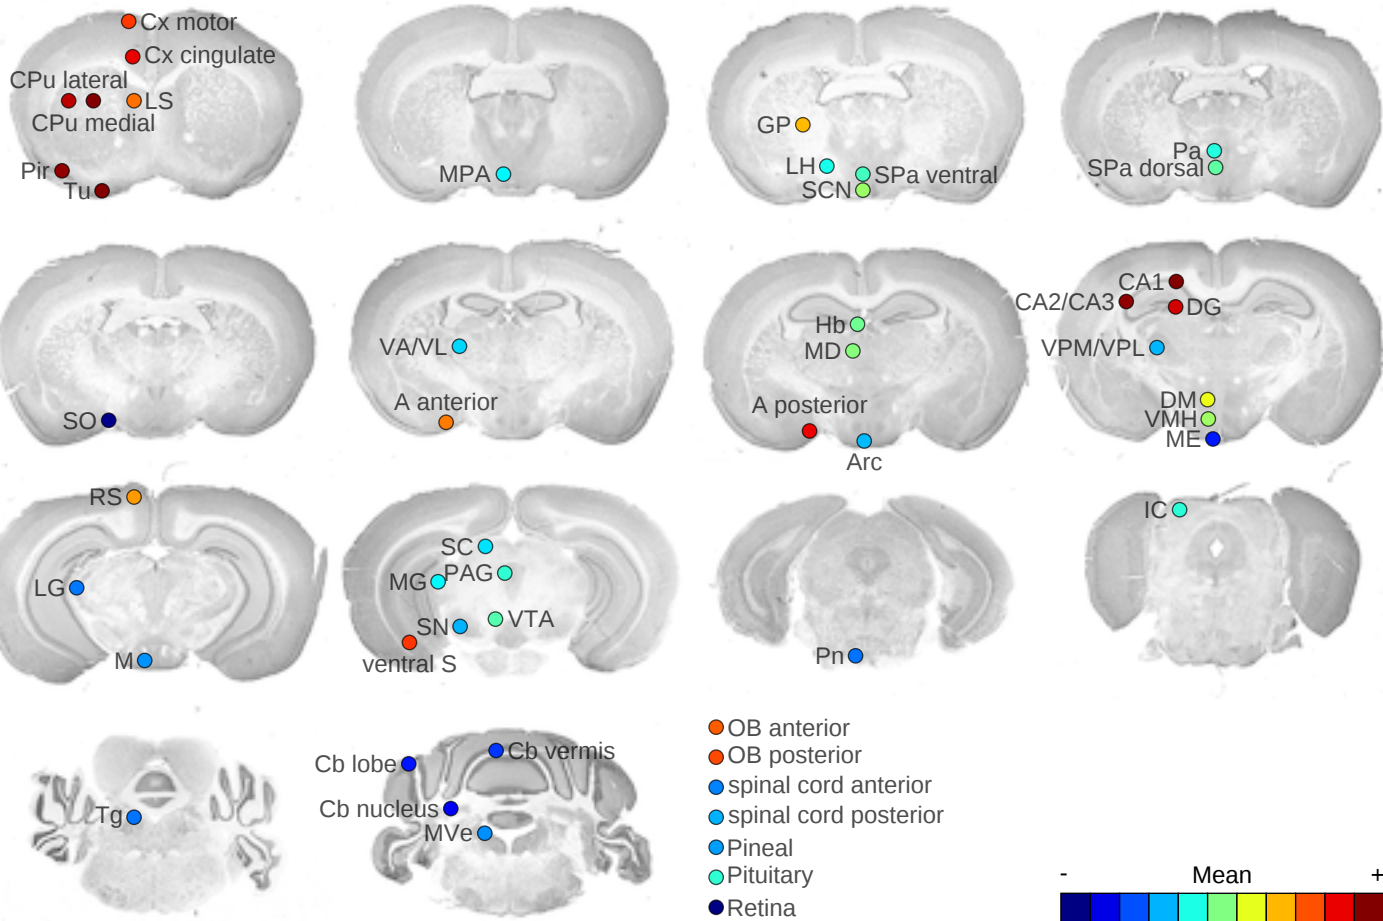 Cx motor
Cx cingulate
CPu lateral
LS
CPu medial
Pir
Tu
MPA
GP
LH
SPa ventral
SCN
Pa
SPa dorsal
SO
VA/VL
A anterior
Hb
MD
A posterior
Arc
CA1
CA2/CA3
DG
VPM/VPL
DM
VMH
ME
RS
LG
M
SC
PAG
MG
VTA
SN
ventral S
Pn
IC
Tg
Cb vermis
Cb lobe
Cb nucleus
MVe
OB anterior
OB posterior
spinal cord anterior
spinal cord posterior
Pineal
Pituitary
Retina
- Mean +